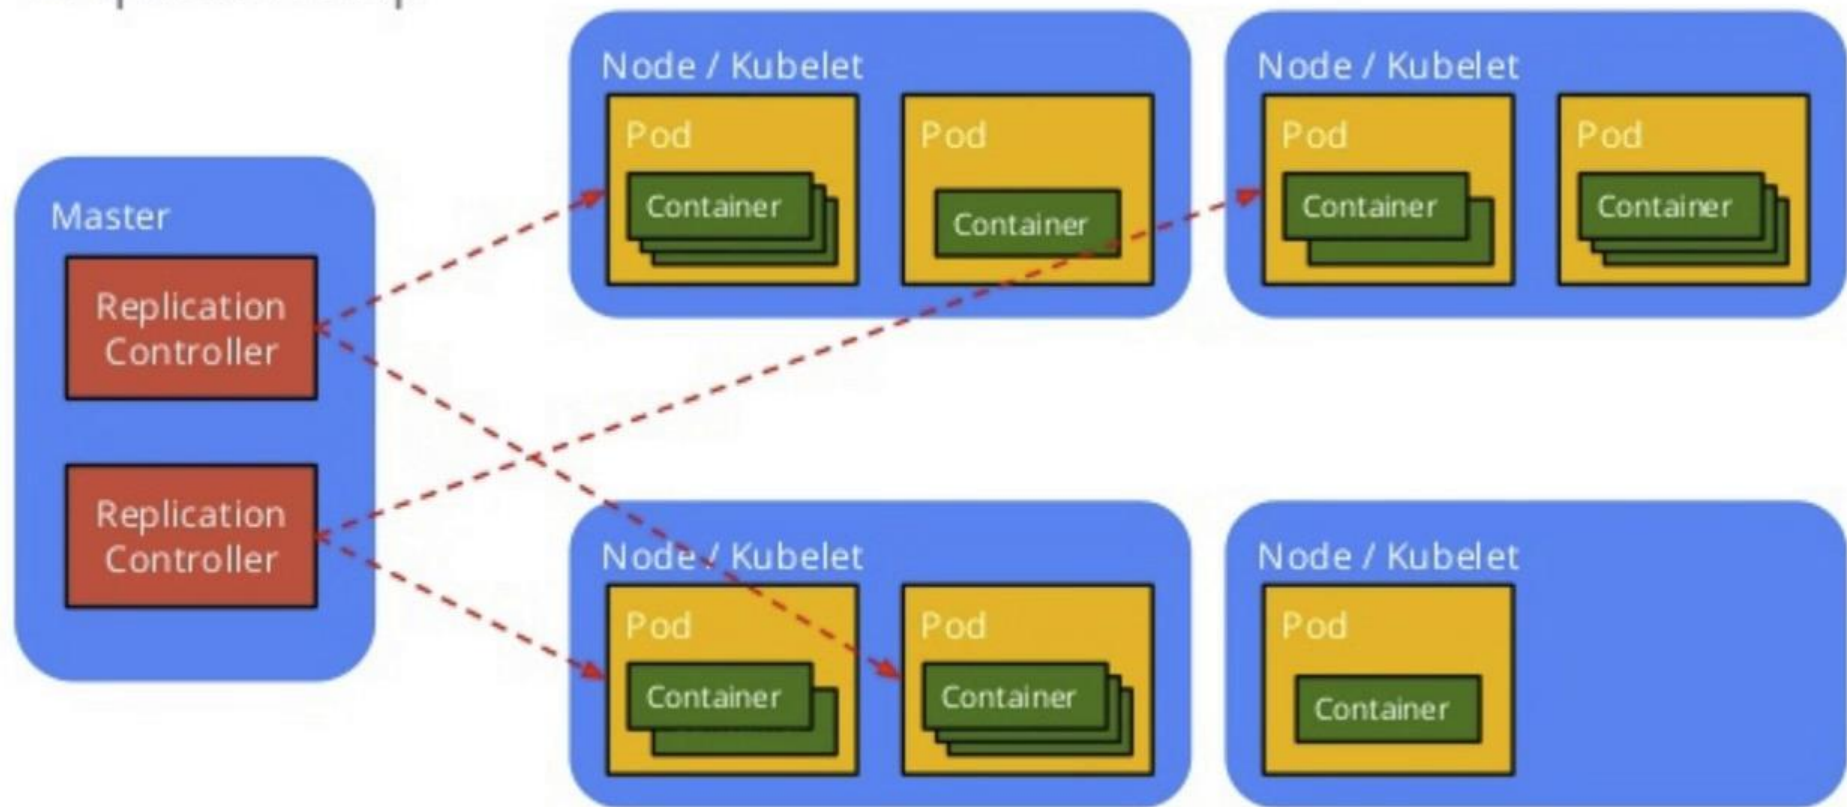 Node / Kubelet
Pod
Container
Pod
Container
Node / Kubelet
Pod
Container
Pod
Container
Master
Replication
Controller
Replication
Controller
Node / Kubelet
Pod
Container
Pod
Container
Node / Kubelet
Pod
Container